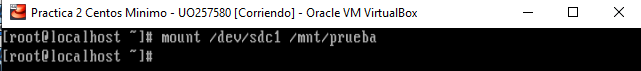 Practica 2 Centos Minimo - UO257580 [Corriendo] - Oracle VM VirtualBox
[root@localhost ~]# mount /dev/sdc1 /mnt/prueba
[root@localhost ~]#